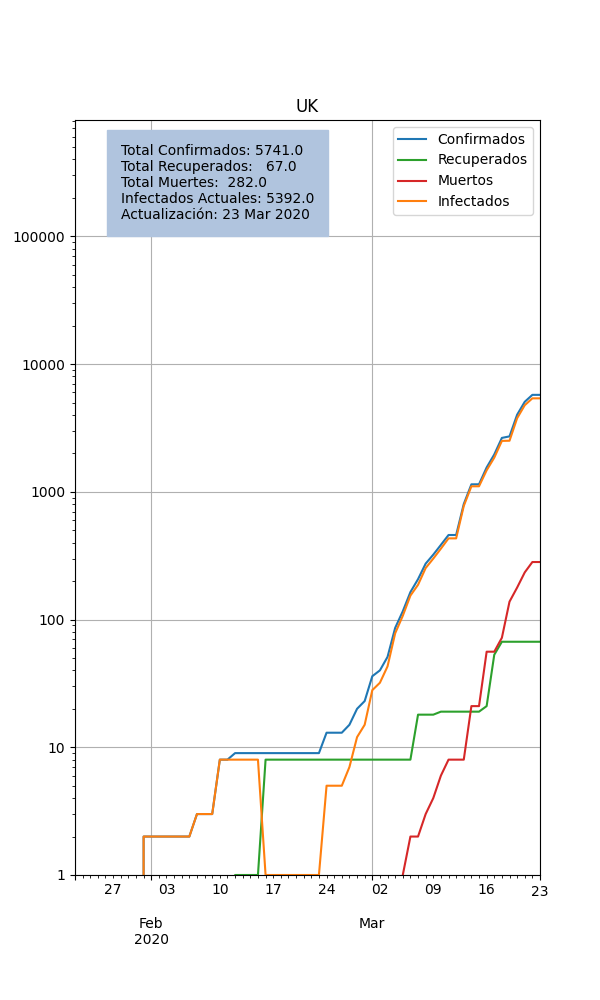 UK
Total Confirmados: 5741.0
Total Recuperados: 67.0
Total Muertes: 282.0
Infectados Actuales: 5392.0
Actualización: 23 Mar 2020
Confirmados
Recuperados
Muertos
Infectados
100000
10000
1000
100
10
1
27 03 10 17 24 02 09 16 23
Feb Mar
2020